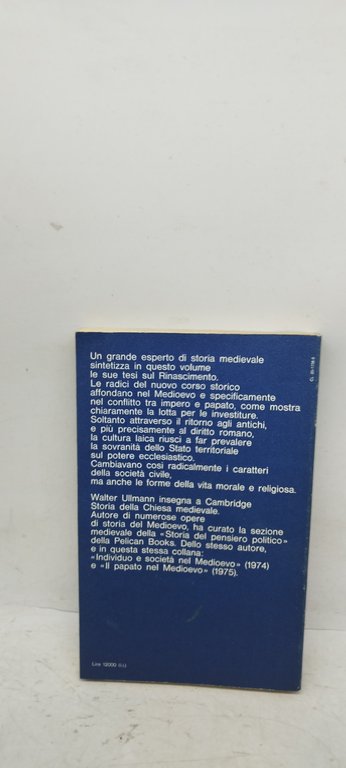 Un grande esperto di storia medievale
sintetizza in questo volume
le sue tesi sul Rinascimento.
Le radici del nuovo corso storico
affondano nel Medioevo e specificamente
nel conflitto tra impero e papato, come mostra
chiaramente la lotta per le investiture.
Soltanto attraverso il ritorno agli antichi,
e più precisamente al diritto romano,
la cultura laica riuscì a far prevalere
la sovranità dello Stato territoriale
sul potere ecclesiastico.
Cambiavano così radicalmente i caratteri
della società civile,
ma anche le forme della vita morale e religiosa.
Walter Ullmann insegna a Cambridge
Storia della Chiesa medievale.
Autore di numerose opere
di storia del Medioevo, ha curato la sezione
medievale della «Storia del pensiero politico»
della Pelican Books. Dello stesso autore,
e in questa stessa collana:
«Individuo e società nel Medioevo» (1974)
e «Il papato nel Medioevo» (1975).
Lire 12000 (i.i.)